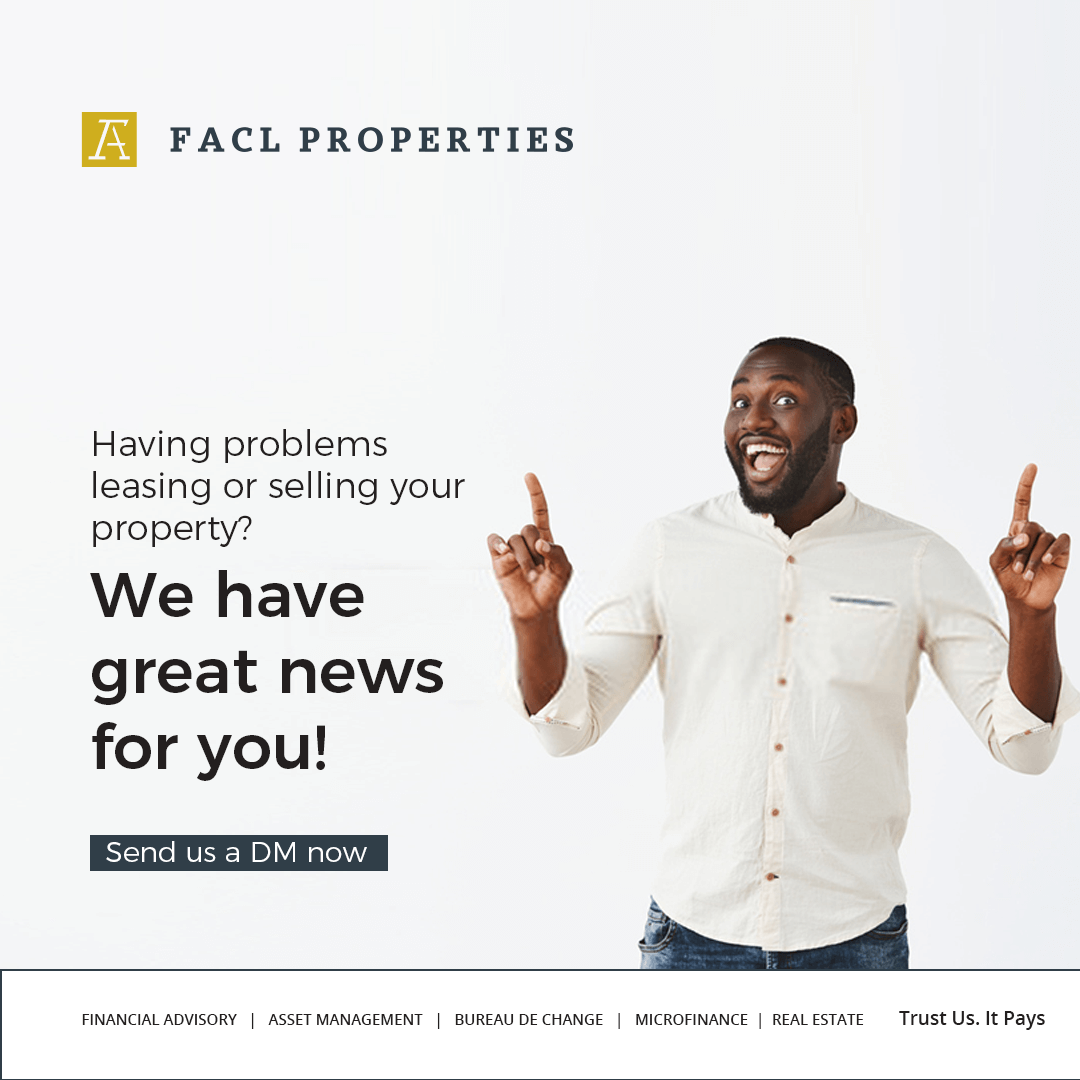 FA
FACL PROPERTIES
Having problems
leasing or selling your
property?
We have
great news
for you!
Send us a DM now
FINANCIAL ADVISORY | ASSET MANAGEMENT | BUREAU DE CHANGE | MICROFINANCE | REAL ESTATE Trust Us. It Pays